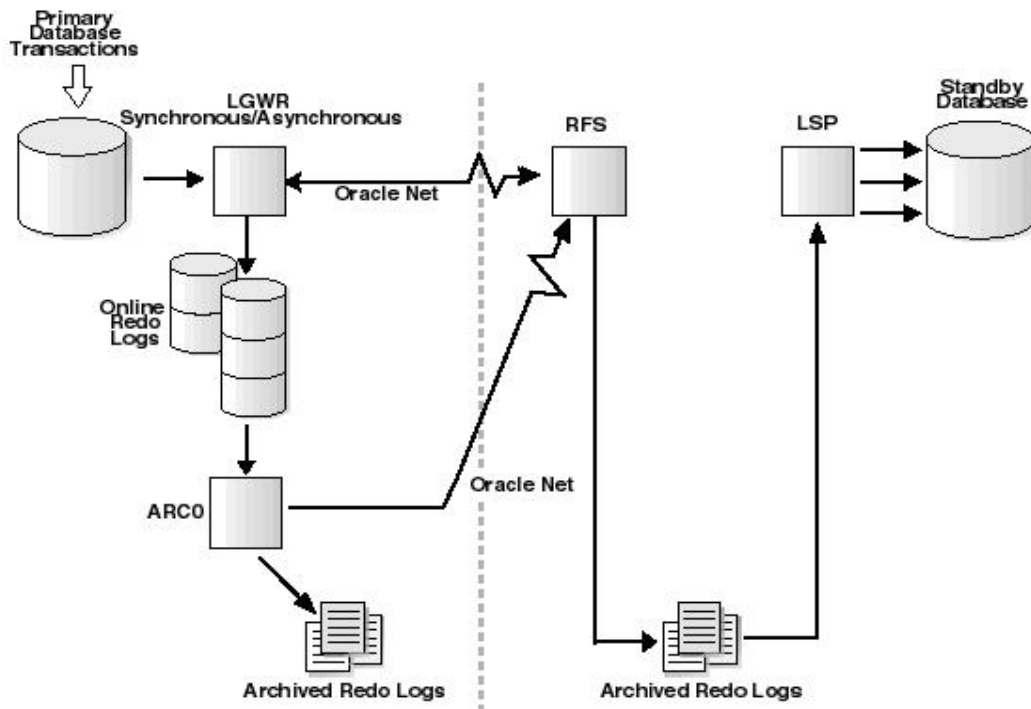 Primary
Database
Transactions
LGWR
Synchronous/Asynchronous
RFS
LSP
Standby
Database
Oracle Net
Online
Redo
Logs
Oracle Net
ARC0
Archived Redo Logs
Archived Redo Logs